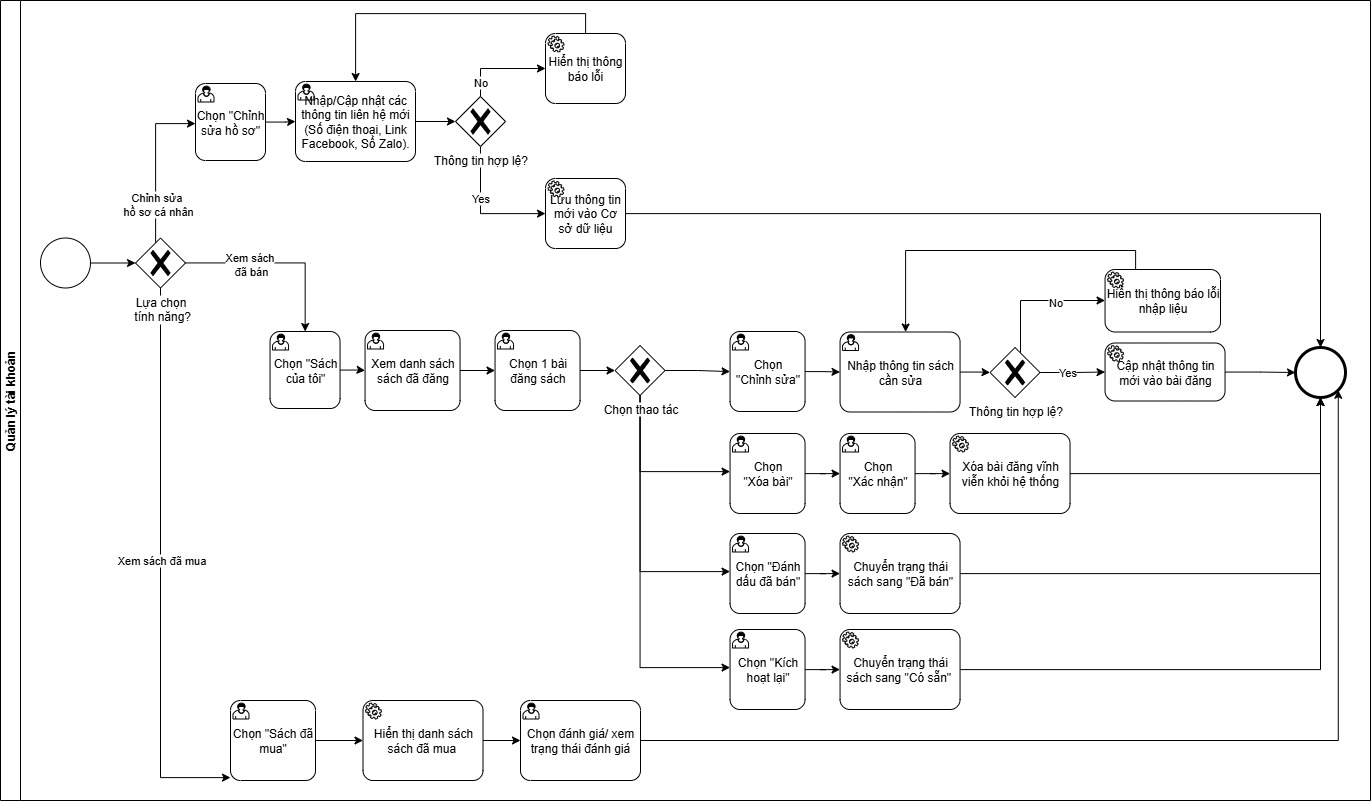 Quản lý tài khoản
Chỉnh sửa
hồ sơ cá nhân
Lựa chọn
tính năng?
Chọn "Chỉnh
sửa hồ sơ"
Nhập/Cập nhật các
thông tin liên hệ mới
(Số điện thoại, Link
Facebook, Số Zalo).
Thông tin hợp lệ?
No
Hiển thị thông
báo lỗi
Yes
Lưu thông tin
mới vào Cơ
sở dữ liệu
Xem sách
đã bán
Chọn "Sách
của tôi"
Xem danh sách
sách đã đăng
Chọn 1 bài
đăng sách
Chọn thao tác
Chọn
"Chỉnh sửa"
Nhập thông tin sách
cần sửa
Thông tin hợp lệ?
No
Hiển thị thông báo lỗi
nhập liệu
Yes
Cập nhật thông tin
mới vào bài đăng
Chọn
"Xóa bài"
Chọn
"Xác nhận"
Xóa bài đăng vĩnh
viễn khỏi hệ thống
Chọn "Đánh
dấu đã bán"
Chuyển trạng thái
sách sang "Đã bán"
Chọn "Kích
hoạt lại"
Chuyển trạng thái
sách sang "Có sẵn"
Xem sách đã mua
Chọn "Sách đã
mua"
Hiển thị danh sách
sách đã mua
Chọn đánh giá/ xem
trạng thái đánh giá